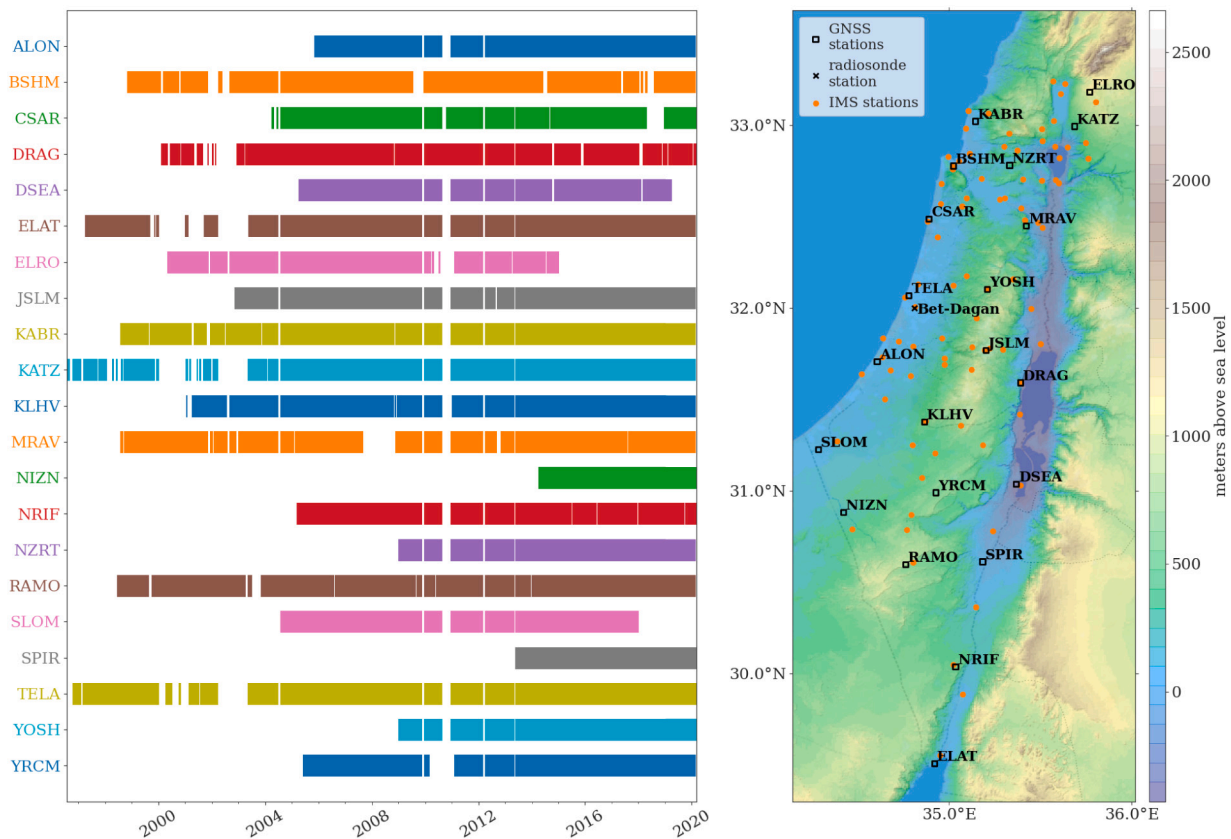 ALON
BSHM
CSAR
DRAG
DSEA
ELAT
ELRO
JSLM
KABR
KATZ
KLHV
MRAV
NIZN
NRIF
NZRT
RAMO
SLOM
SPIR
TELA
YOSH
YRCM
2000
2004
2008
2012
2016
2020
GNSS
stations
radiosonde
station
IMS stations
33.0°N
32.0°N
31.0°N
30.0°N
35.0°E
36.0°E
ELRO
KABR
KATZ
BSHM
NZRT
CSAR
MRAV
YOSH
TELA
Bet-Dagan
JSLM
ALON
DRAG
KLHV
SLOM
DSEA
YRCM
NIZN
RAMO
SPIR
NRIF
ELAT
2500
2000
1500
1000
500
0
meters above sea level